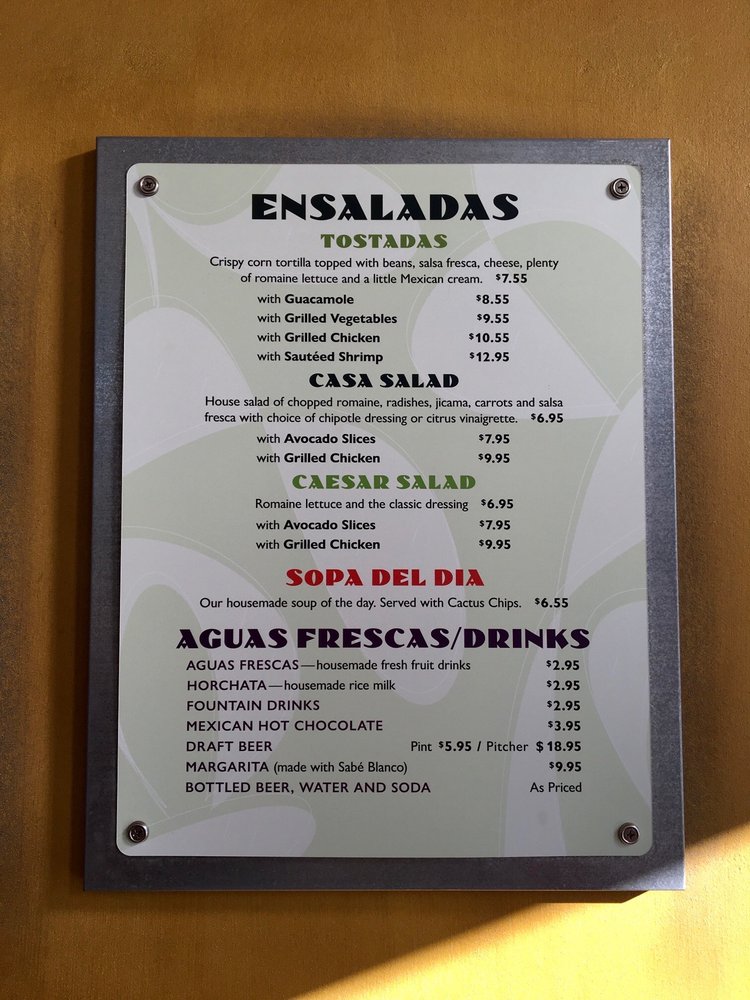 ENSALADAS
TOSTADAS
Crispy corn tortilla topped with beans, salsa fresca, cheese, plenty
of romaine lettuce and a little Mexican cream. $7.55
with Guacamole $8.55
with Grilled Vegetables $9.55
with Grilled Chicken $10.55
with Sautéed Shrimp $12.95
CASA SALAD
House salad of chopped romaine, radishes, jicama, carrots and salsa
fresca with choice of chipotle dressing or citrus vinaigrette. $6.95
with Avocado Slices $7.95
with Grilled Chicken $9.95
CAESAR SALAD
Romaine lettuce and the classic dressing $6.95
with Avocado Slices $7.95
with Grilled Chicken $9.95
SOPA DEL DIA
Our housemade soup of the day. Served with Cactus Chips. $6.55
AGUAS FRESCAS/DRINKS
AGUAS FRESCAS—housemade fresh fruit drinks $2.95
HORCHATA—housemade rice milk $2.95
FOUNTAIN DRINKS $2.95
MEXICAN HOT CHOCOLATE $3.95
DRAFT BEER Pint $5.95 / Pitcher $18.95
MARGARITA (made with Sabé Blanco) $9.95
BOTTLED BEER, WATER AND SODA As Priced